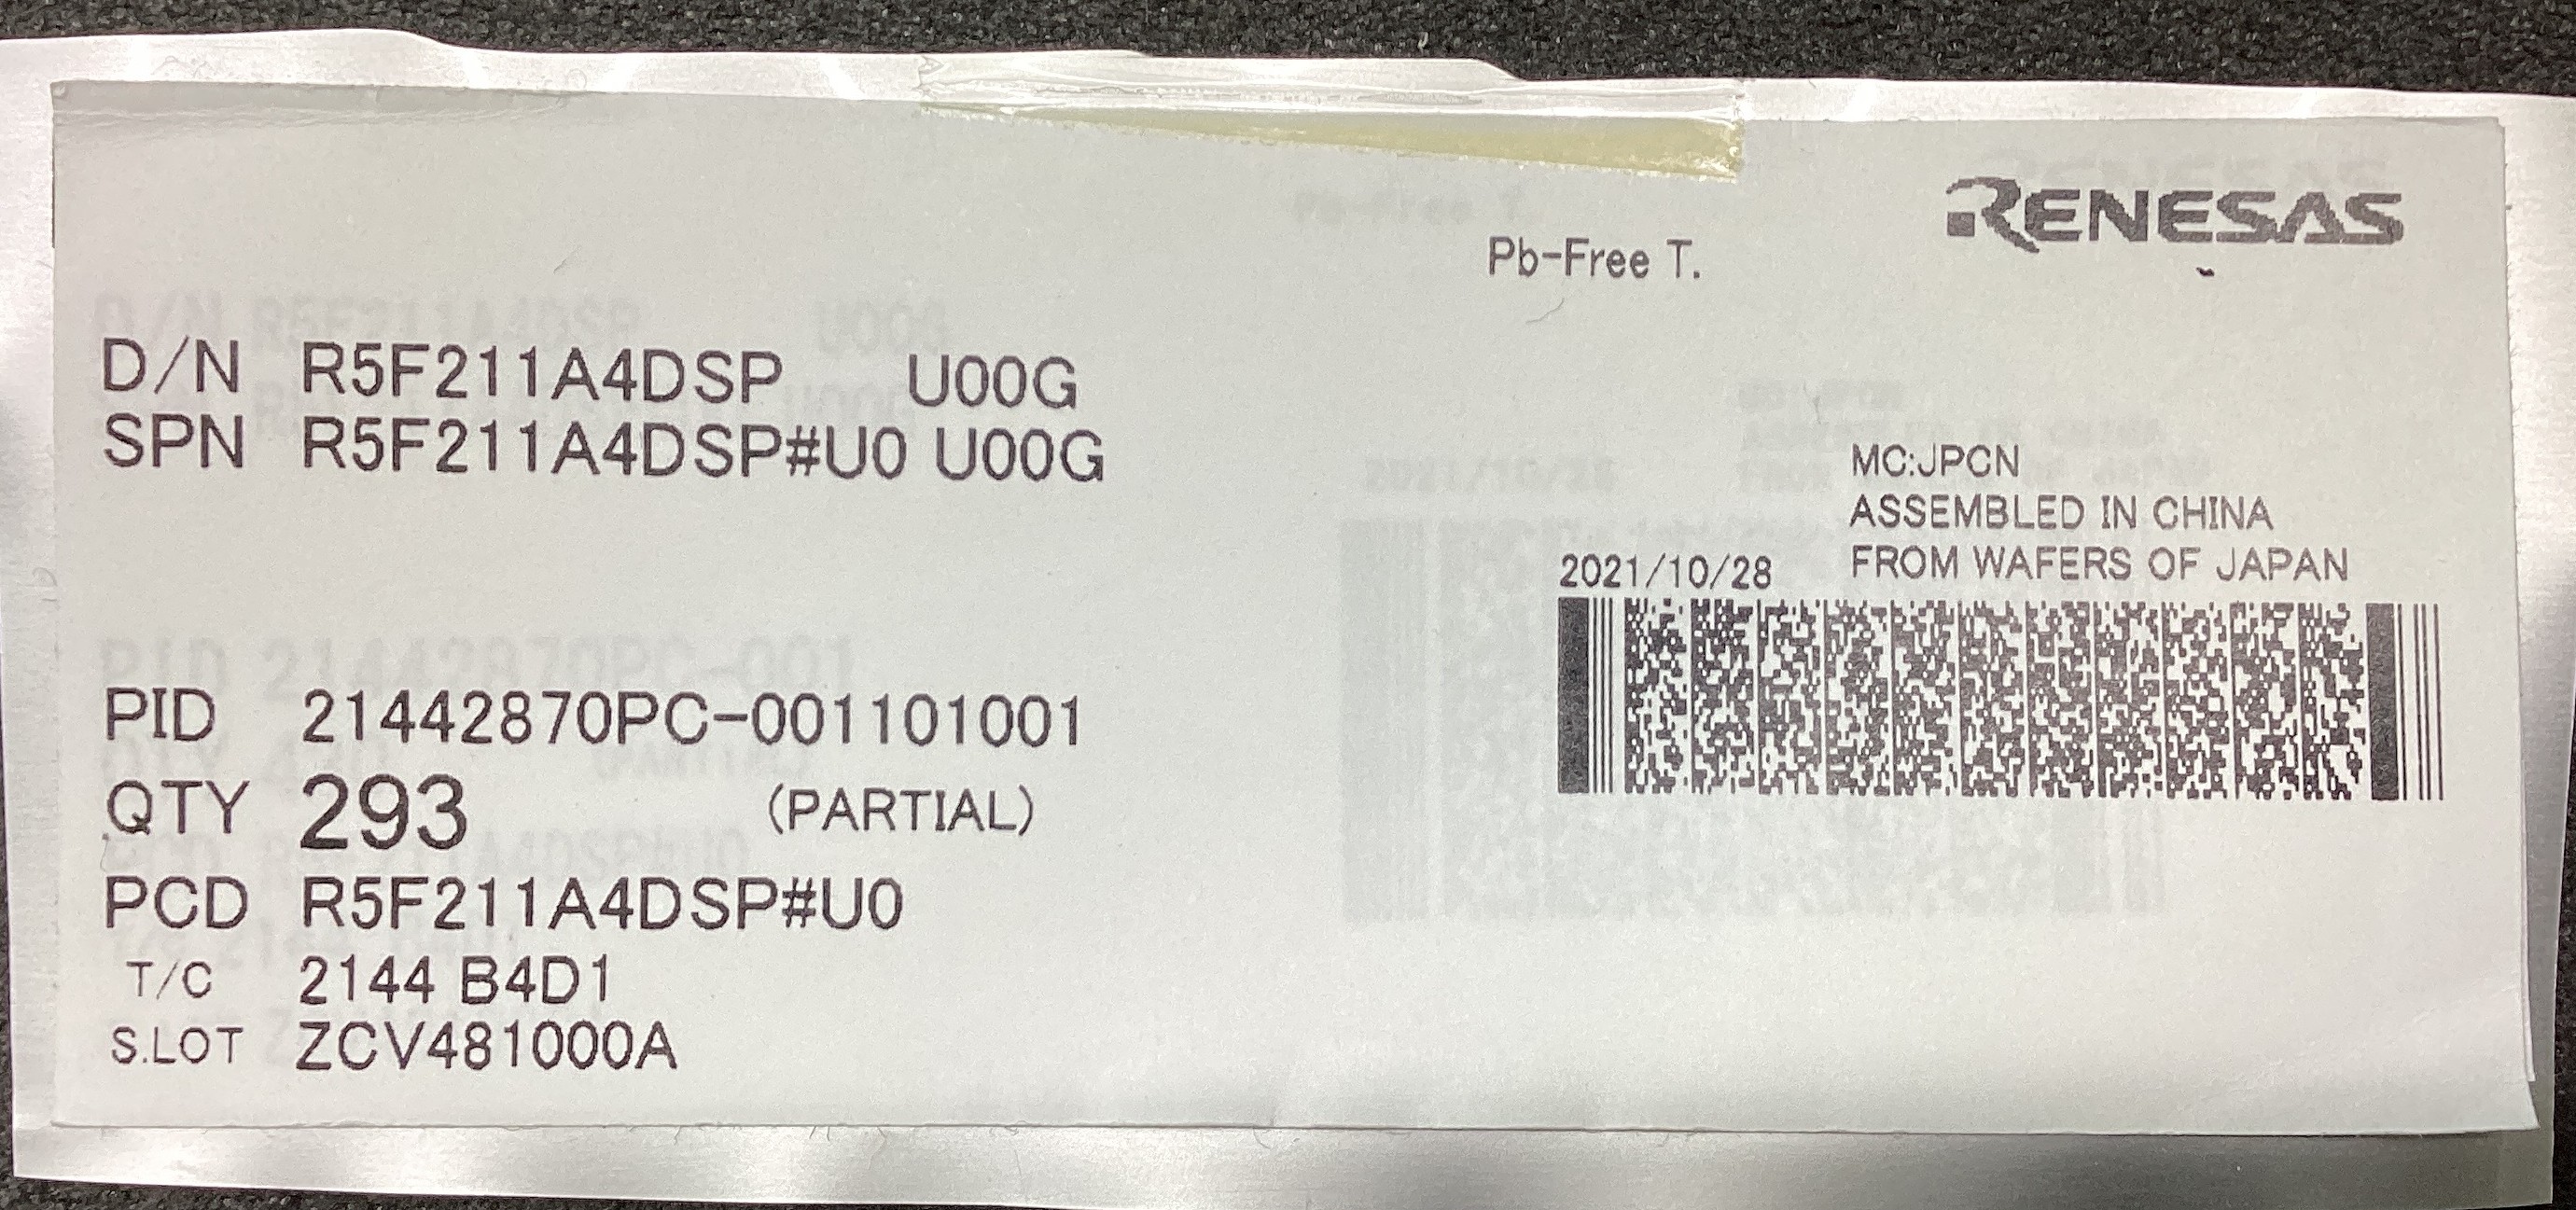 RENESAS
Pb-Free T.
D/N R5F211A4DSP U00G
SPN R5F211A4DSP#U0 U00G
MC:JPCN
ASSEMBLED IN CHINA
FROM WAFERS OF JAPAN
2021/10/28
PID 21442870PC-001101001
QTY 293 (PARTIAL)
PCD R5F211A4DSP#U0
T/C 2144 B4D1
S.LOT ZCV481000A